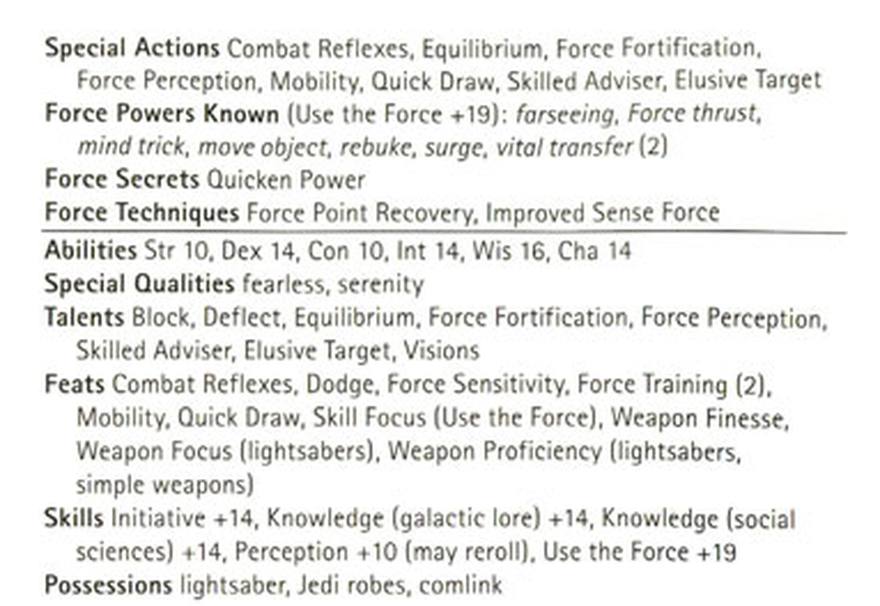 Special Actions Combat Reflexes, Equilibrium, Force Fortification,
Force Perception, Mobility, Quick Draw, Skilled Adviser, Elusive Target
Force Powers Known (Use the Force +19): farseeing, Force thrust,
mind trick, move object, rebuke, surge, vital transfer (2)
Force Secrets Quicken Power
Force Techniques Force Point Recovery, Improved Sense Force
Abilities Str 10, Dex 14, Con 10, Int 14, Wis 16, Cha 14
Special Qualities fearless, serenity
Talents Block, Deflect, Equilibrium, Force Fortification, Force Perception,
Skilled Adviser, Elusive Target, Visions
Feats Combat Reflexes, Dodge, Force Sensitivity, Force Training (2),
Mobility, Quick Draw, Skill Focus (Use the Force), Weapon Finesse,
Weapon Focus (lightsabers), Weapon Proficiency (lightsabers,
simple weapons)
Skills Initiative +14, Knowledge (galactic lore) +14, Knowledge (social
sciences) +14, Perception +10 (may reroll), Use the Force +19
Possessions lightsaber, Jedi robes, comlink